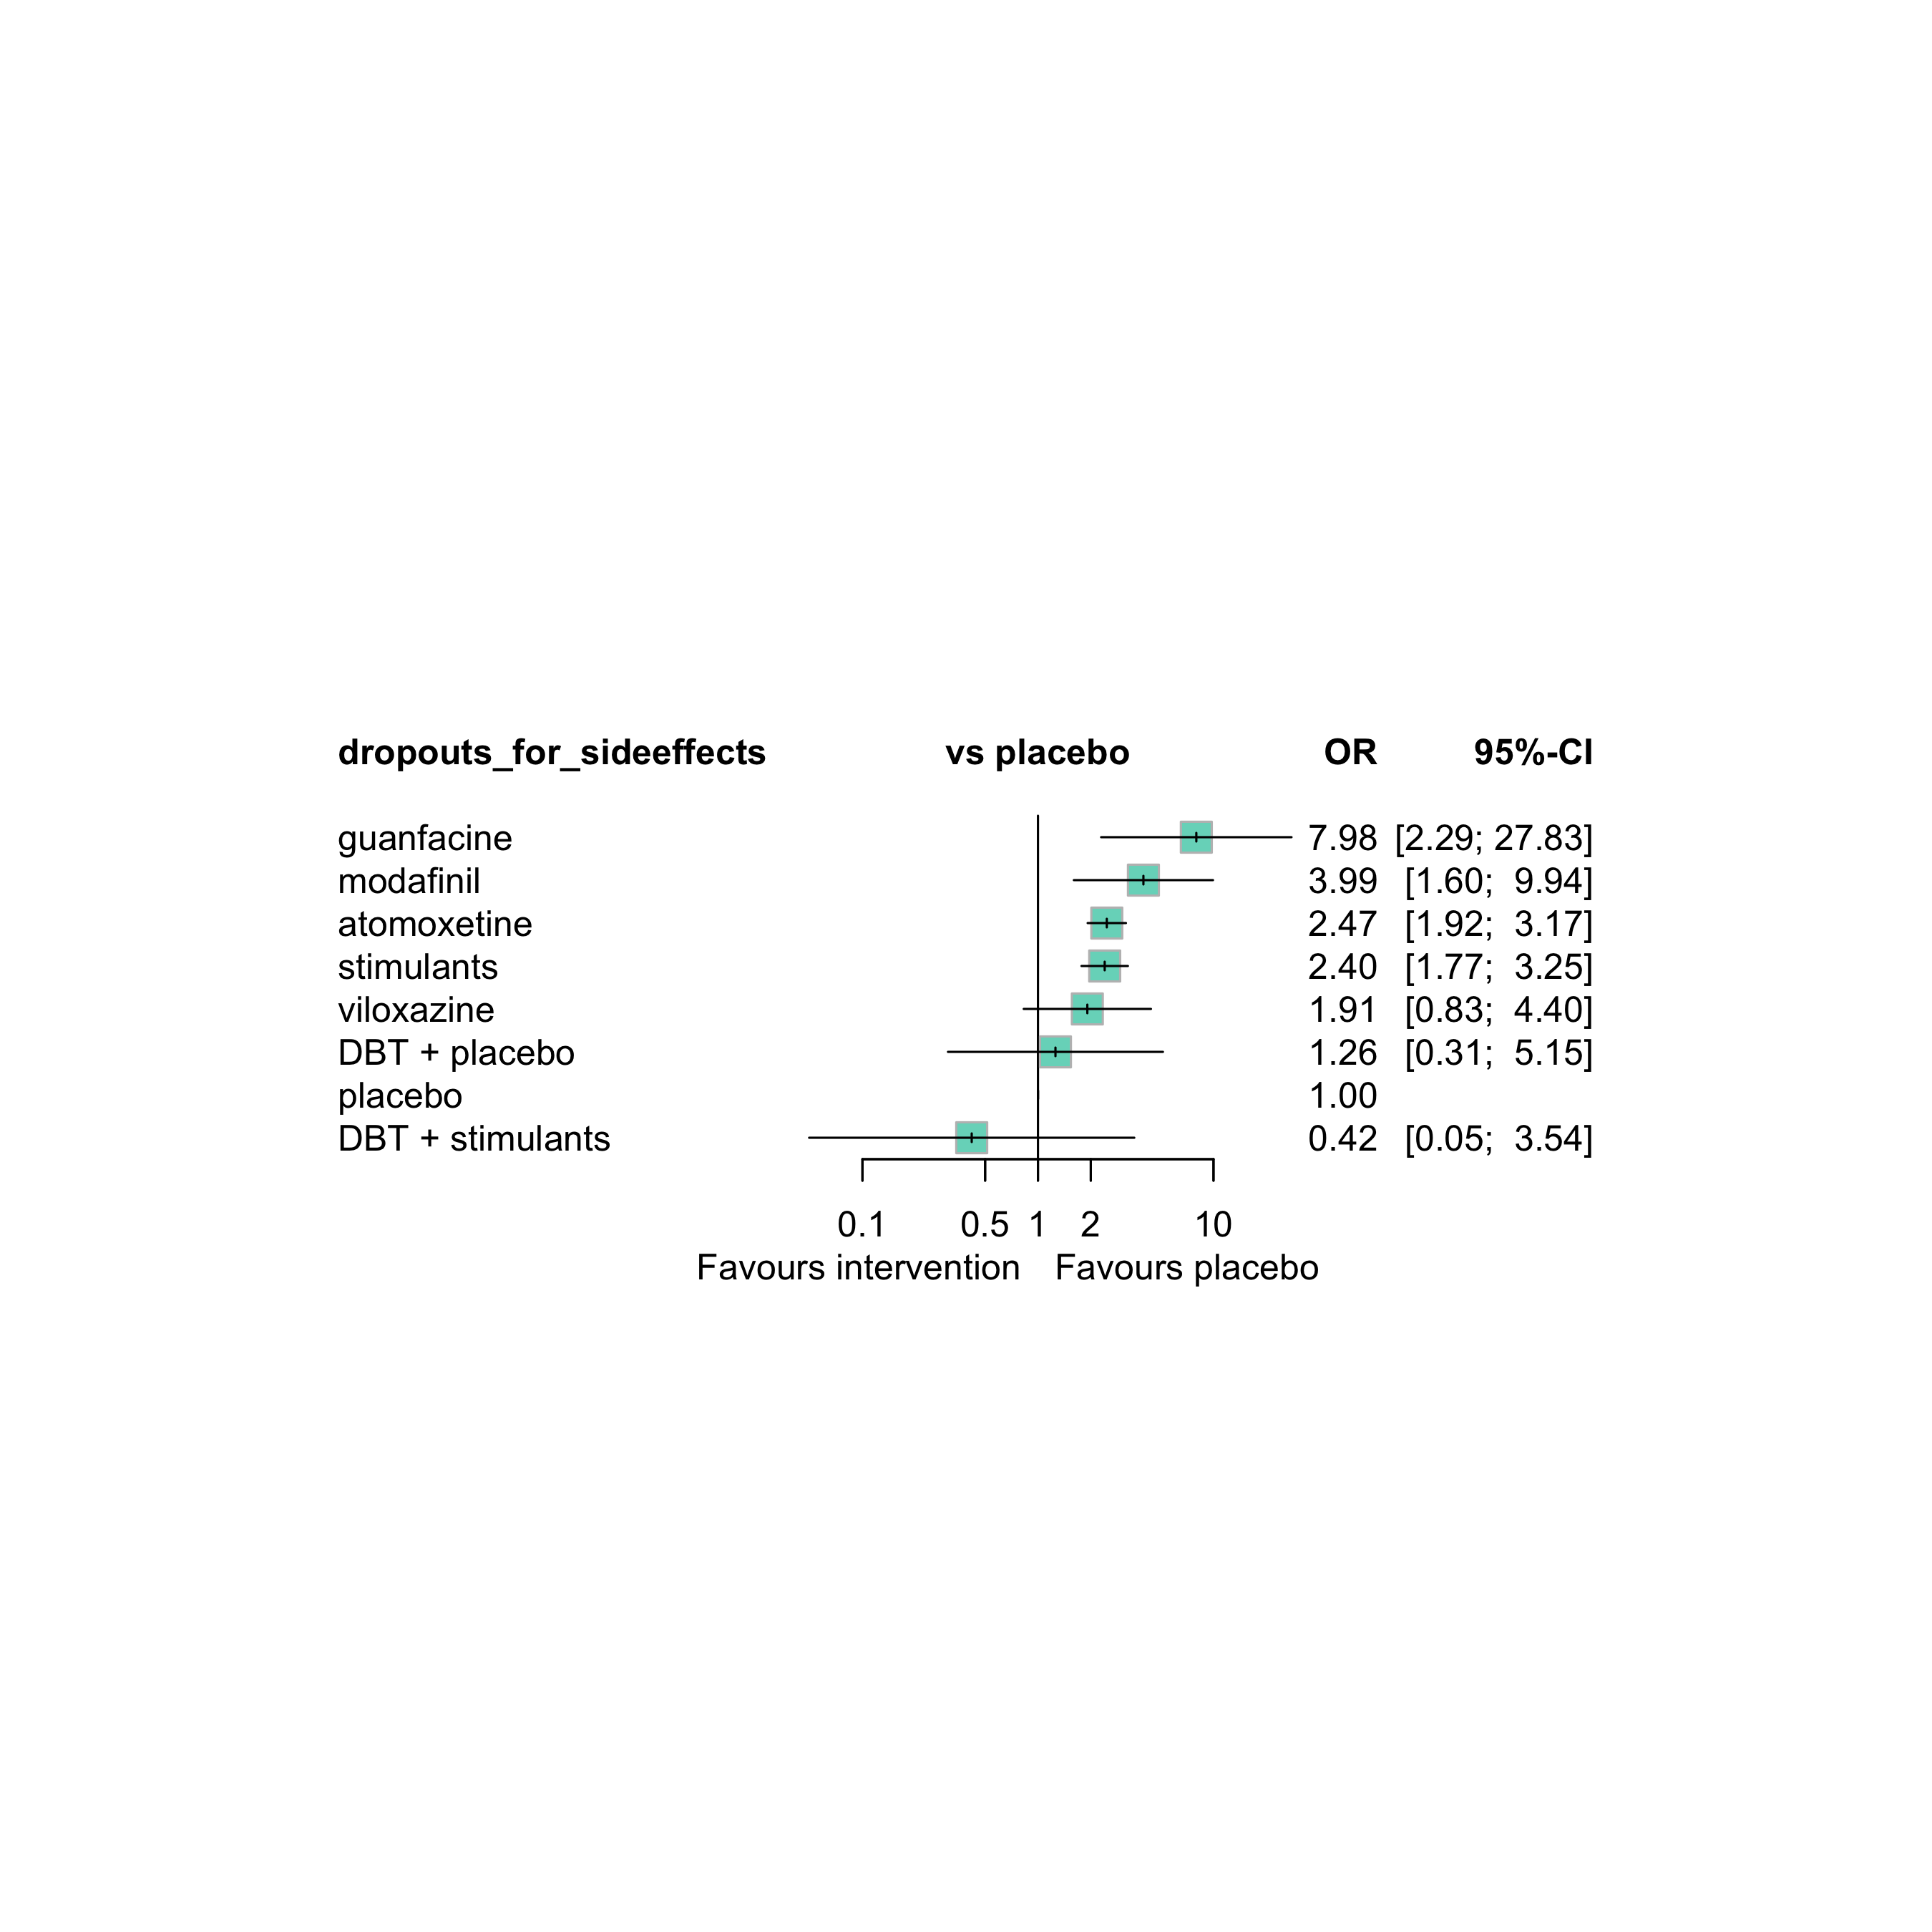 dropouts_for_sideeffects vs placebo OR 95%-CI
guanfacine 7.98 [2.29; 27.83]
modafinil 3.99 [1.60; 9.94]
atomoxetine 2.47 [1.92; 3.17]
stimulants 2.40 [1.77; 3.25]
viloxazine 1.91 [0.83; 4.40]
DBT + placebo 1.26 [0.31; 5.15]
placebo 1.00
DBT + stimulants 0.42 [0.05; 3.54]
0.1 0.5 1 2 10
Favours intervention Favours placebo